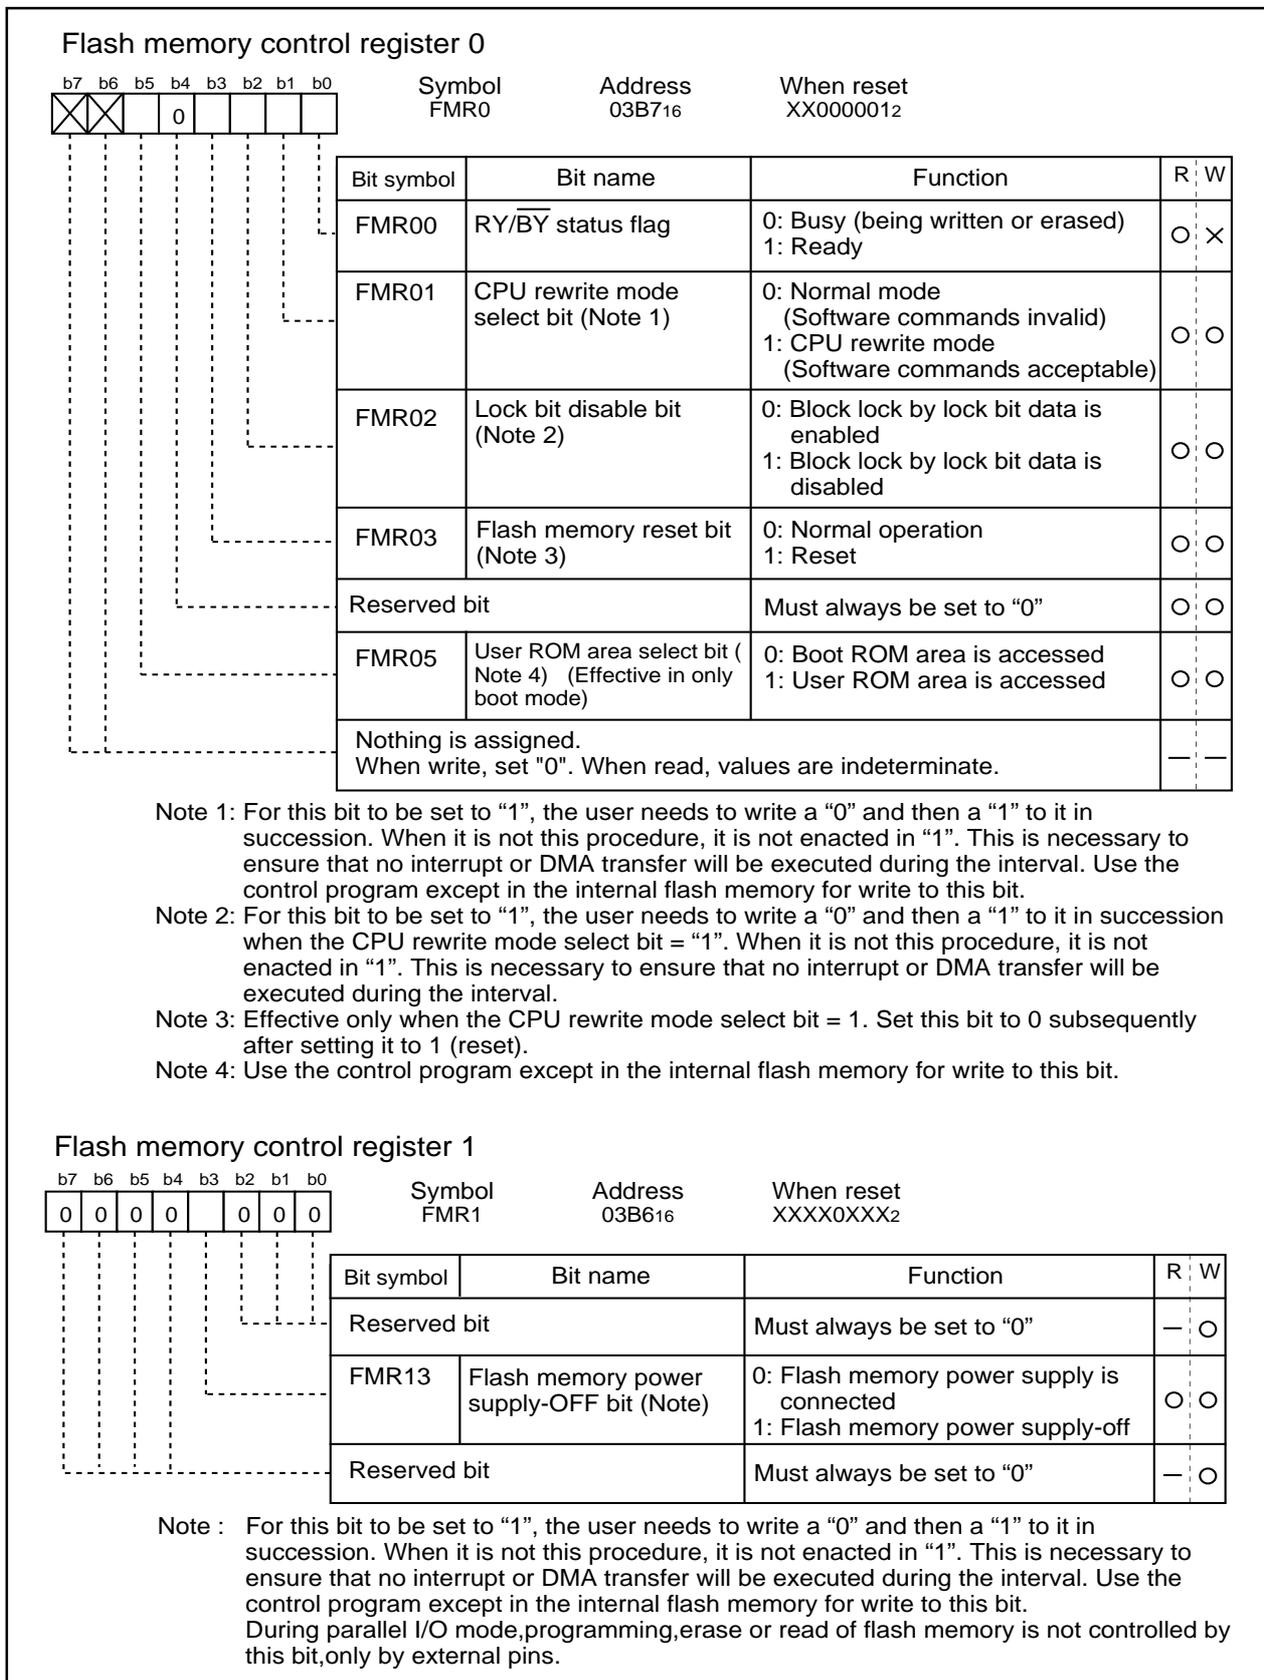 Flash memory control register 0
b7 b6 b5 b4 b3 b2 b1 b0
Symbol Address When reset
FMR0 03B716 XX0000012
0
Bit symbol Bit name Function R W
FMR00 RY/BY status flag 0: Busy (being written or erased)
1: Ready
FMR01 CPU rewrite mode 0: Normal mode
select bit (Note 1) (Software commands invalid)
1: CPU rewrite mode
(Software commands acceptable)
FMR02 Lock bit disable bit 0: Block lock by lock bit data is
(Note 2) enabled
1: Block lock by lock bit data is
disabled
FMR03 Flash memory reset bit 0: Normal operation
(Note 3) 1: Reset
Reserved bit Must always be set to “0”
FMR05 User ROM area select bit ( 0: Boot ROM area is accessed
Note 4) (Effective in only 1: User ROM area is accessed
boot mode)
Nothing is assigned.
When write, set "0". When read, values are indeterminate.
Note 1: For this bit to be set to “1”, the user needs to write a “0” and then a “1” to it in
succession. When it is not this procedure, it is not enacted in “1”. This is necessary to
ensure that no interrupt or DMA transfer will be executed during the interval. Use the
control program except in the internal flash memory for write to this bit.
Note 2: For this bit to be set to “1”, the user needs to write a “0” and then a “1” to it in succession
when the CPU rewrite mode select bit = “1”. When it is not this procedure, it is not
enacted in “1”. This is necessary to ensure that no interrupt or DMA transfer will be
executed during the interval.
Note 3: Effective only when the CPU rewrite mode select bit = 1. Set this bit to 0 subsequently
after setting it to 1 (reset).
Note 4: Use the control program except in the internal flash memory for write to this bit.
Flash memory control register 1
b7 b6 b5 b4 b3 b2 b1 b0
Symbol Address When reset
0 0 0 0 0 0 0 FMR1 03B616 XXXX0XXX2
Bit symbol Bit name Function R W
Reserved bit Must always be set to “0”
FMR13 Flash memory power 0: Flash memory power supply is
supply-OFF bit (Note) connected
1: Flash memory power supply-off
Reserved bit Must always be set to “0”
Note : For this bit to be set to “1”, the user needs to write a “0” and then a “1” to it in
succession. When it is not this procedure, it is not enacted in “1”. This is necessary to
ensure that no interrupt or DMA transfer will be executed during the interval. Use the
control program except in the internal flash memory for write to this bit.
During parallel I/O mode,programming,erase or read of flash memory is not controlled by
this bit,only by external pins.